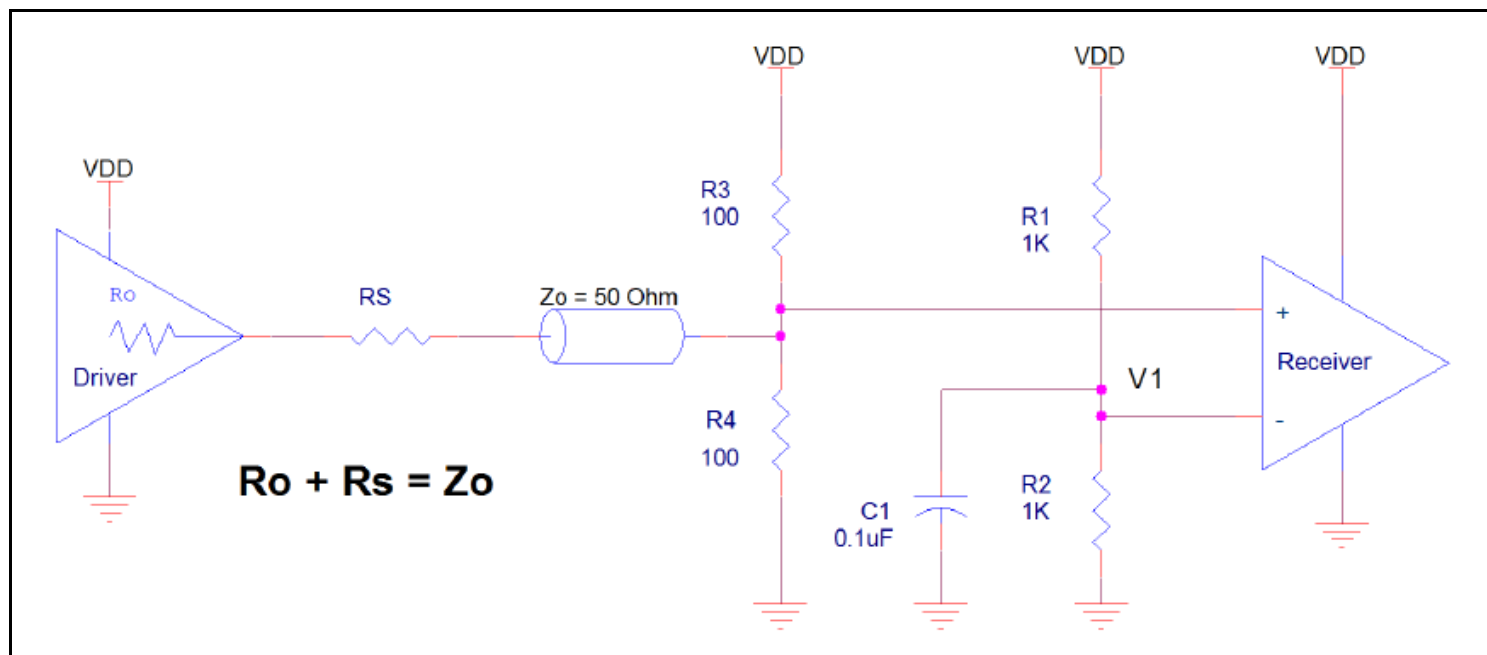 VDD
VDD
VDD
VDD
R3
100
R1
1K
Ro
RS
Zo = 50 Ohm
+
Driver
Receiver
V1
-
R4
100
Ro + Rs = Zo
R2
1K
C1
0.1uF